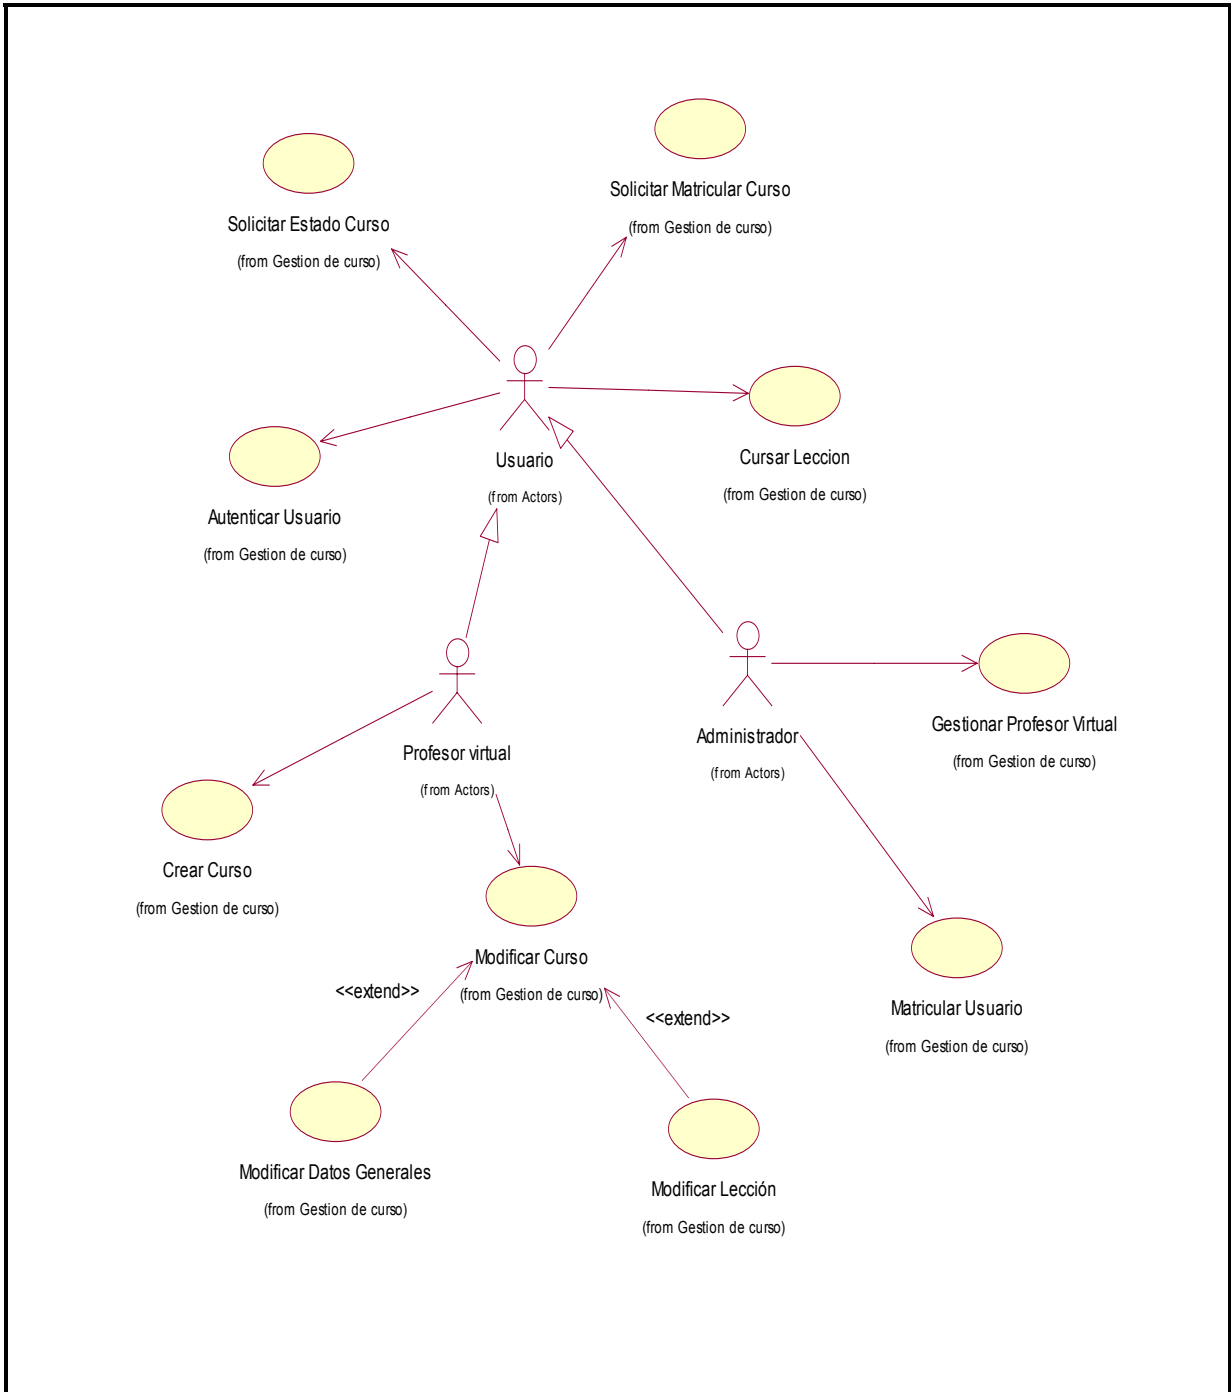 Solicitar Matricular Curso
(from Gestion de curso)
Solicitar Estado Curso
(from Gestion de curso)
Usuario
(from Actors)
Cursar Leccion
(from Gestion de curso)
Autenticar Usuario
(from Gestion de curso)
Profesor virtual
(from Actors)
Administrador
(from Actors)
Gestionar Profesor Virtual
(from Gestion de curso)
Crear Curso
(from Gestion de curso)
Modificar Curso
(from Gestion de curso)
<<extend>>
<<extend>>
Matricular Usuario
(from Gestion de curso)
Modificar Datos Generales
(from Gestion de curso)
Modificar Lección
(from Gestion de curso)